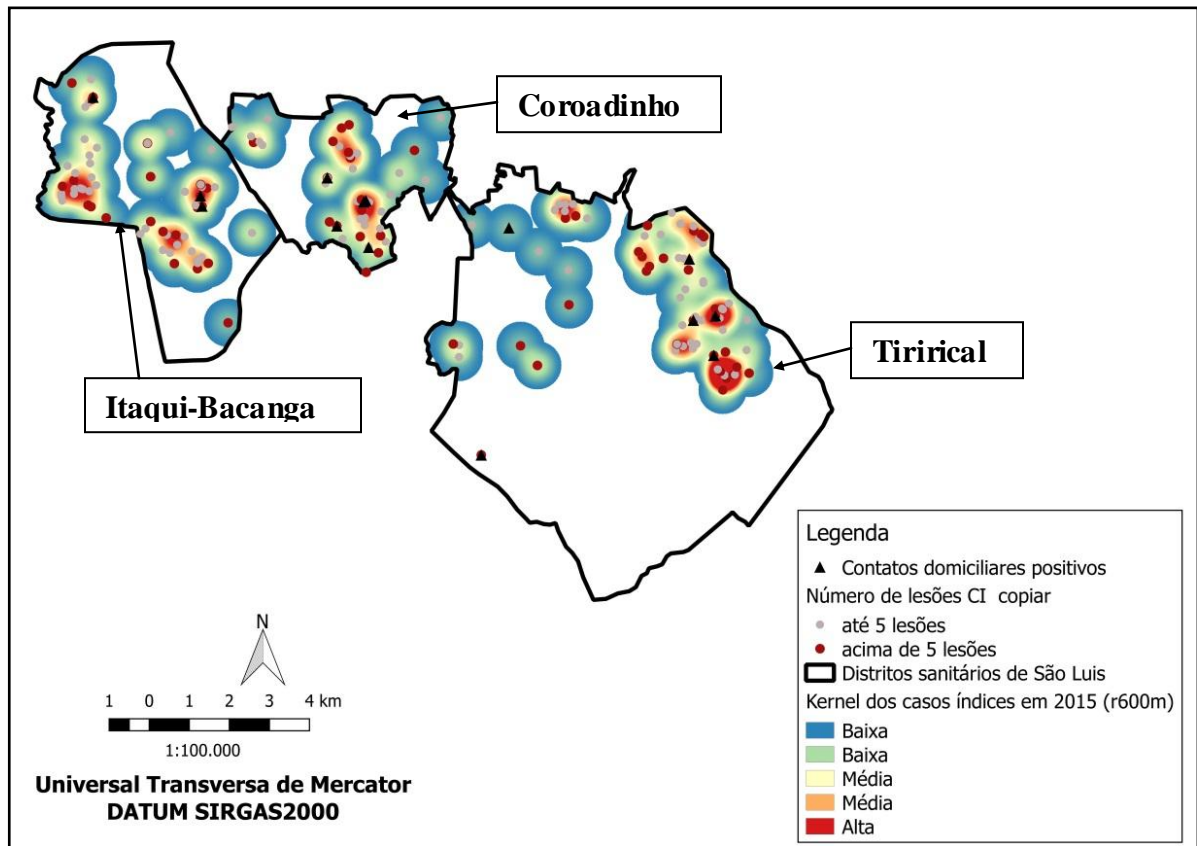 Coroadinho
Tiririrical
Itaqui-Bacanga
Legenda
Contatos domiciliares positivos
Número de lesões CI copiar
até 5 lesões
acima de 5 lesões
Distritos sanitários de São Luis
Kernel dos casos índices em 2015 (r600m)
Baixa
Baixa
Média
Média
Alta
N
1 0 1 2 3 4 km
1:100.000
Universal Transversa de Mercator
DATUM SIRGAS2000